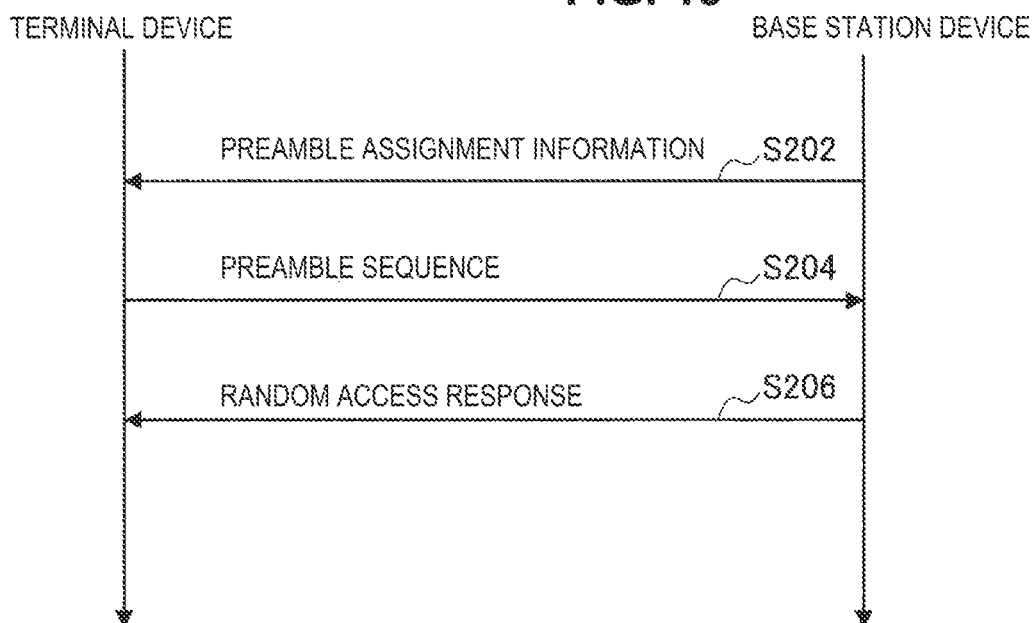 TERMINAL DEVICE
BASE STATION DEVICE
PREAMBLE ASSIGNMENT INFORMATION
S202
PREAMBLE SEQUENCE
S204
RANDOM ACCESS RESPONSE
S206